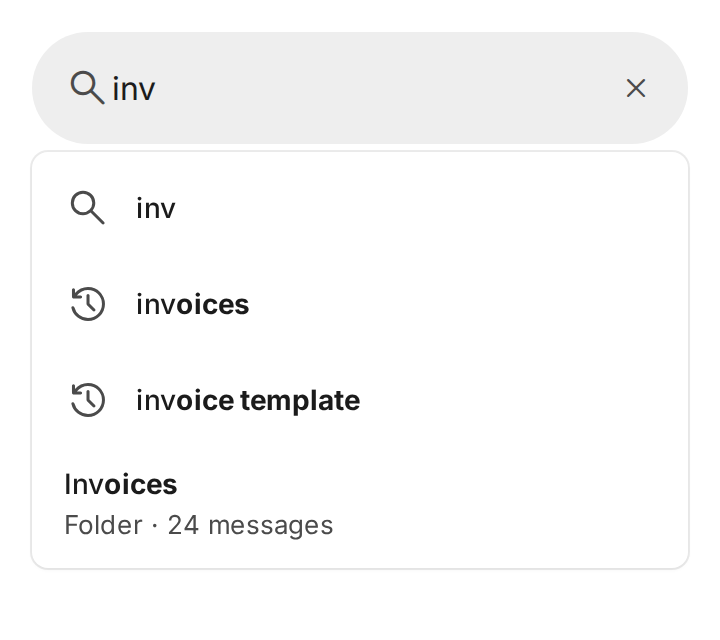 inv
inv
invoices
invoice template
Invoices
Folder · 24 messages